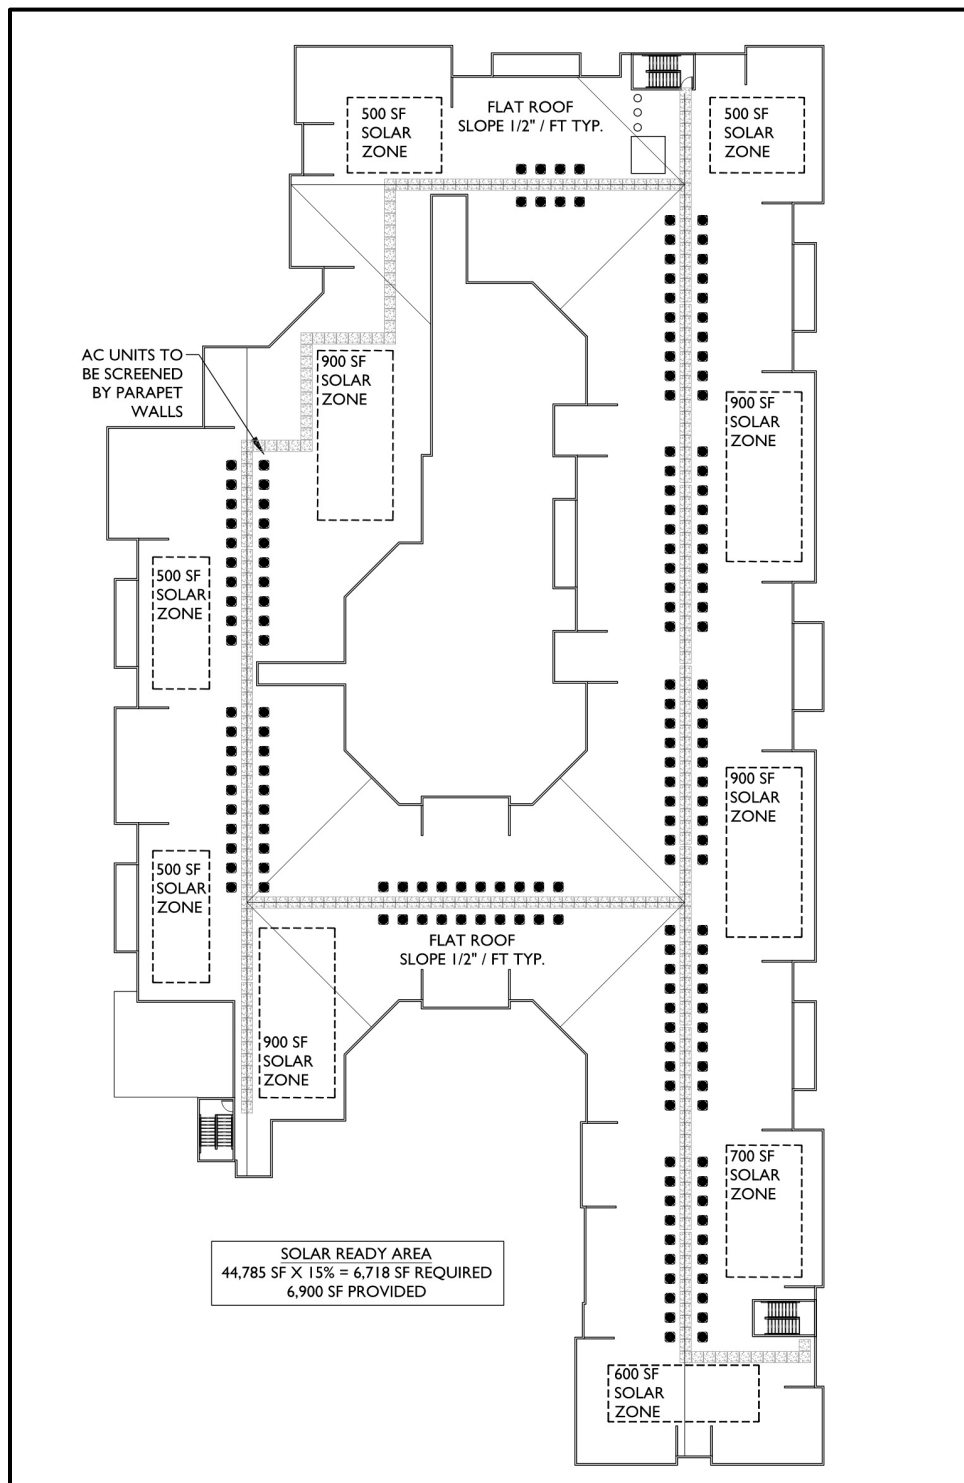 500 SF
SOLAR
ZONE
FLAT ROOF
SLOPE 1/2" / FT TYP.
500 SF
SOLAR
ZONE
AC UNITS TO
BE SCREENED
BY PARAPET
WALLS
900 SF
SOLAR
ZONE
900 SF
SOLAR
ZONE
500 SF
SOLAR
ZONE
900 SF
SOLAR
ZONE
500 SF
SOLAR
ZONE
FLAT ROOF
SLOPE 1/2" / FT TYP.
900 SF
SOLAR
ZONE
700 SF
SOLAR
ZONE
SOLAR READY AREA
44,785 SF X 15% = 6,718 SF REQUIRED
6,900 SF PROVIDED
600 SF
SOLAR
ZONE